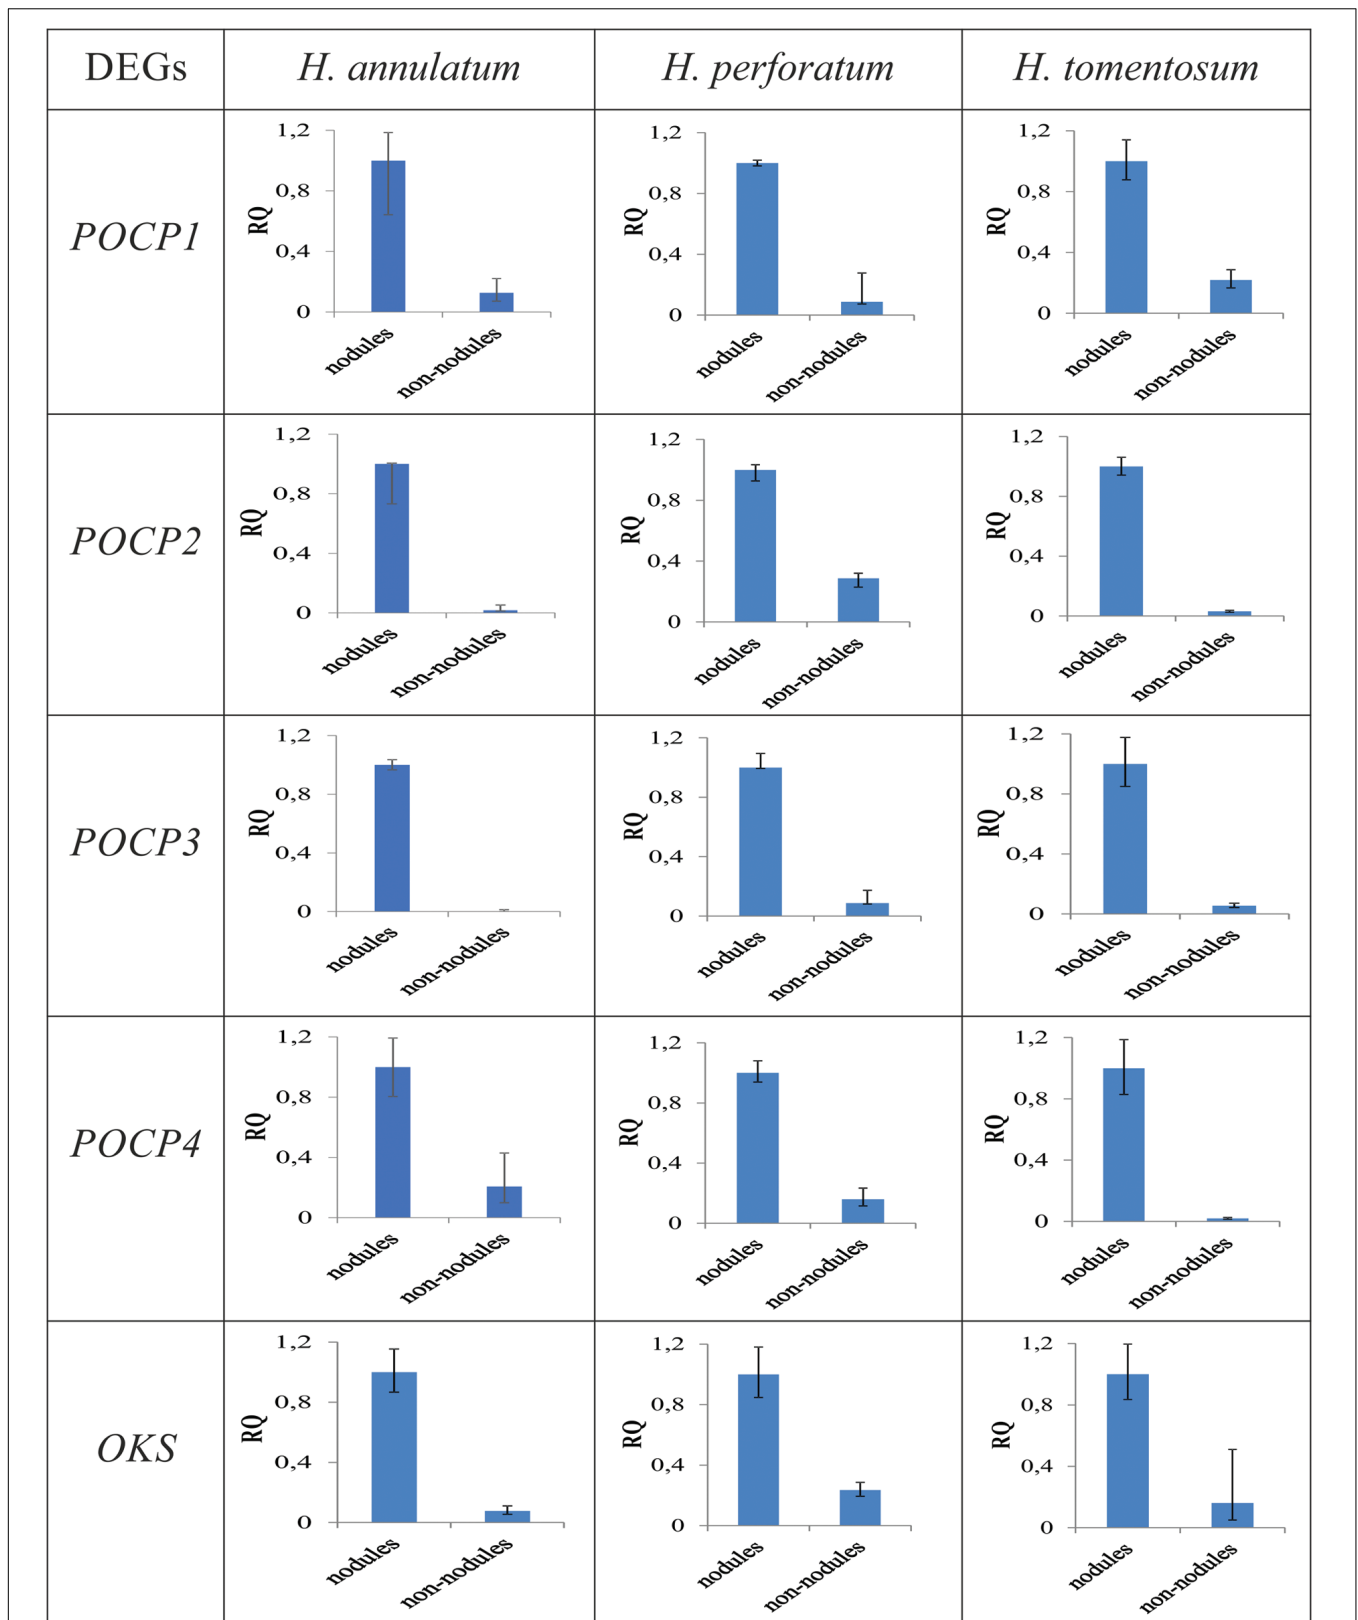 DEGs H. annulatum H. perforatum H. tomentosum
POCP1
1,2
0,8
0,4
0
RQ
nodules
non-nodules
1,2
0,8
0,4
0
RQ
nodules
non-nodules
1,2
0,8
0,4
0
RQ
nodules
non-nodules
POCP2
1,2
0,8
0,4
0
RQ
nodules
non-nodules
1,2
0,8
0,4
0
RQ
nodules
non-nodules
1,2
0,8
0,4
0
RQ
nodules
non-nodules
POCP3
1,2
0,8
0,4
0
RQ
nodules
non-nodules
1,2
0,8
0,4
0
RQ
nodules
non-nodules
1,2
0,8
0,4
0
RQ
nodules
non-nodules
POCP4
1,2
0,8
0,4
0
RQ
nodules
non-nodules
1,2
0,8
0,4
0
RQ
nodules
non-nodules
1,2
0,8
0,4
0
RQ
nodules
non-nodules
OKS
1,2
0,8
0,4
0
RQ
nodules
non-nodules
1,2
0,8
0,4
0
RQ
nodules
non-nodules
1,2
0,8
0,4
0
RQ
nodules
non-nodules